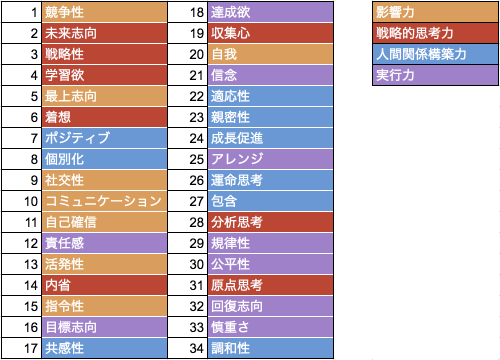 1 競争性
2 未来志向
3 戦略性
4 学習欲
5 最上志向
6 着想
7 ポジティブ
8 個別化
9 社交性
10 コミュニケーション
11 自己確信
12 責任感
13 活発性
14 内省
15 指令性
16 目標志向
17 共感性
18 達成欲
19 収集心
20 自我
21 信念
22 適応性
23 親密性
24 成長促進
25 アレンジ
26 運命思考
27 包含
28 分析思考
29 規律性
30 公平性
31 原点思考
32 回復志向
33 慎重さ
34 調和性
影響力
戦略的思考力
人間関係構築力
実行力